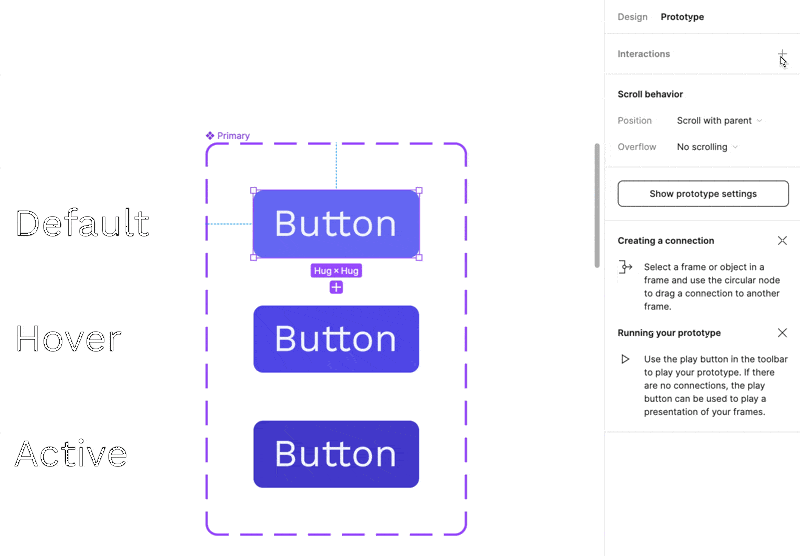 Design Prototype
Interactions
Scroll behavior
Position Scroll with parent
Overflow No scrolling
Show prototype settings
Creating a connection
Select a frame or object in a
frame and use the circular node
to drag a connection to another
frame.
Running your prototype
Use the play button in the toolbar
to play your prototype. If there
are no connections, the play
button can be used to play a
presentation of your frames.
Primary
Default
Button
Hug × Hug
Hover
Button
Active
Button